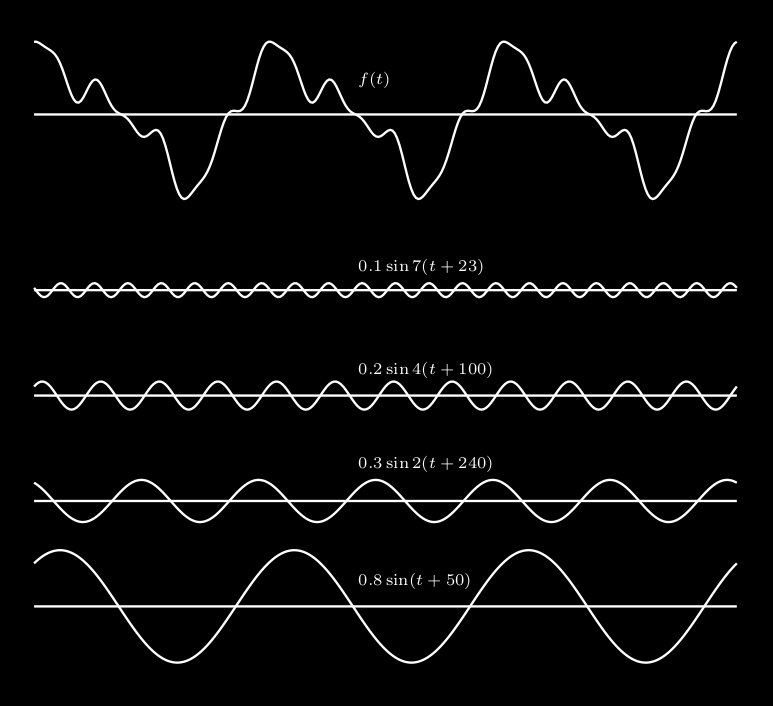 f(t)
0.1 sin 7(t + 23)
0.2 sin 4(t + 100)
0.3 sin 2(t + 240)
0.8 sin(t + 50)